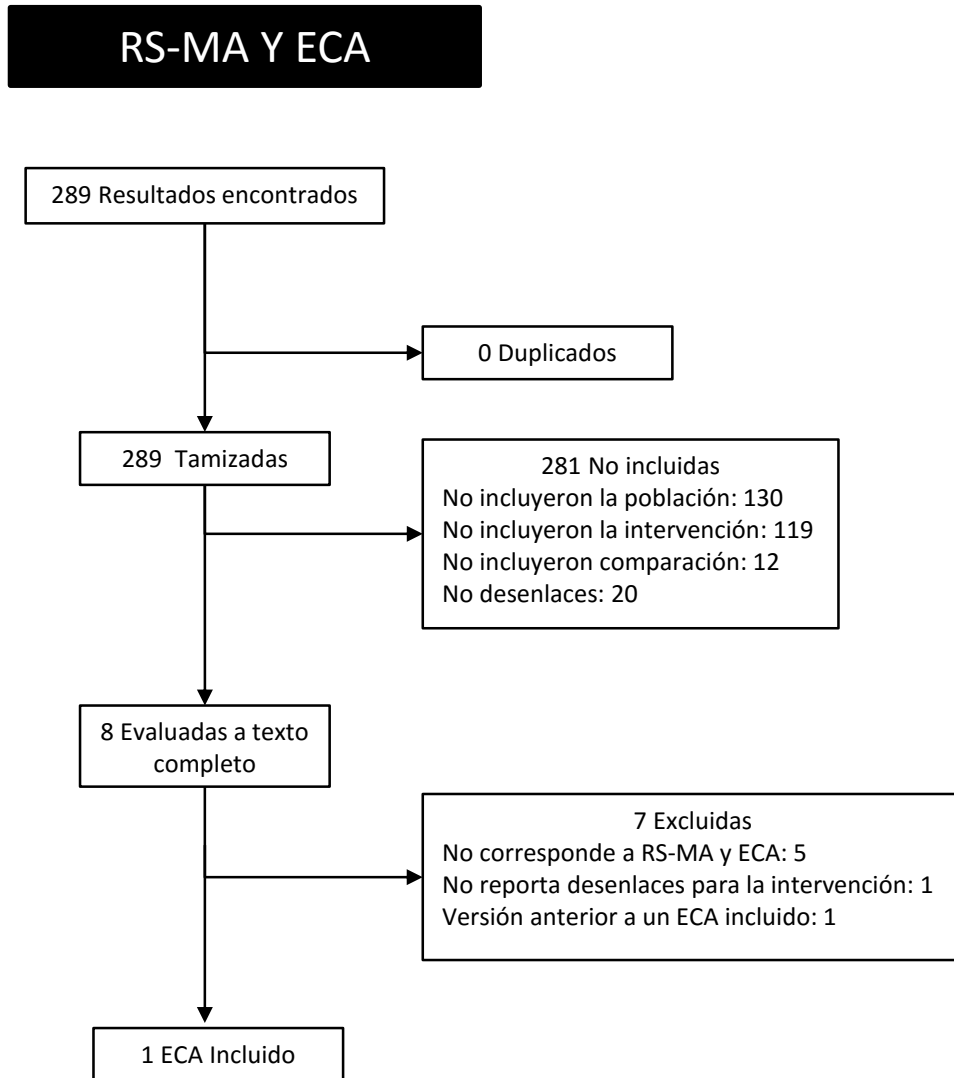 RS-MA Y ECA
289 Resultados encontrados
0 Duplicados
289 Tamizadas
281 No incluidas
No incluyeron la población: 130
No incluyeron la intervención: 119
No incluyeron comparación: 12
No desenlaces: 20
8 Evaluadas a texto
completo
7 Excluidas
No corresponde a RS-MA y ECA: 5
No reporta desenlaces para la intervención: 1
Versión anterior a un ECA incluido: 1
1 ECA Incluido